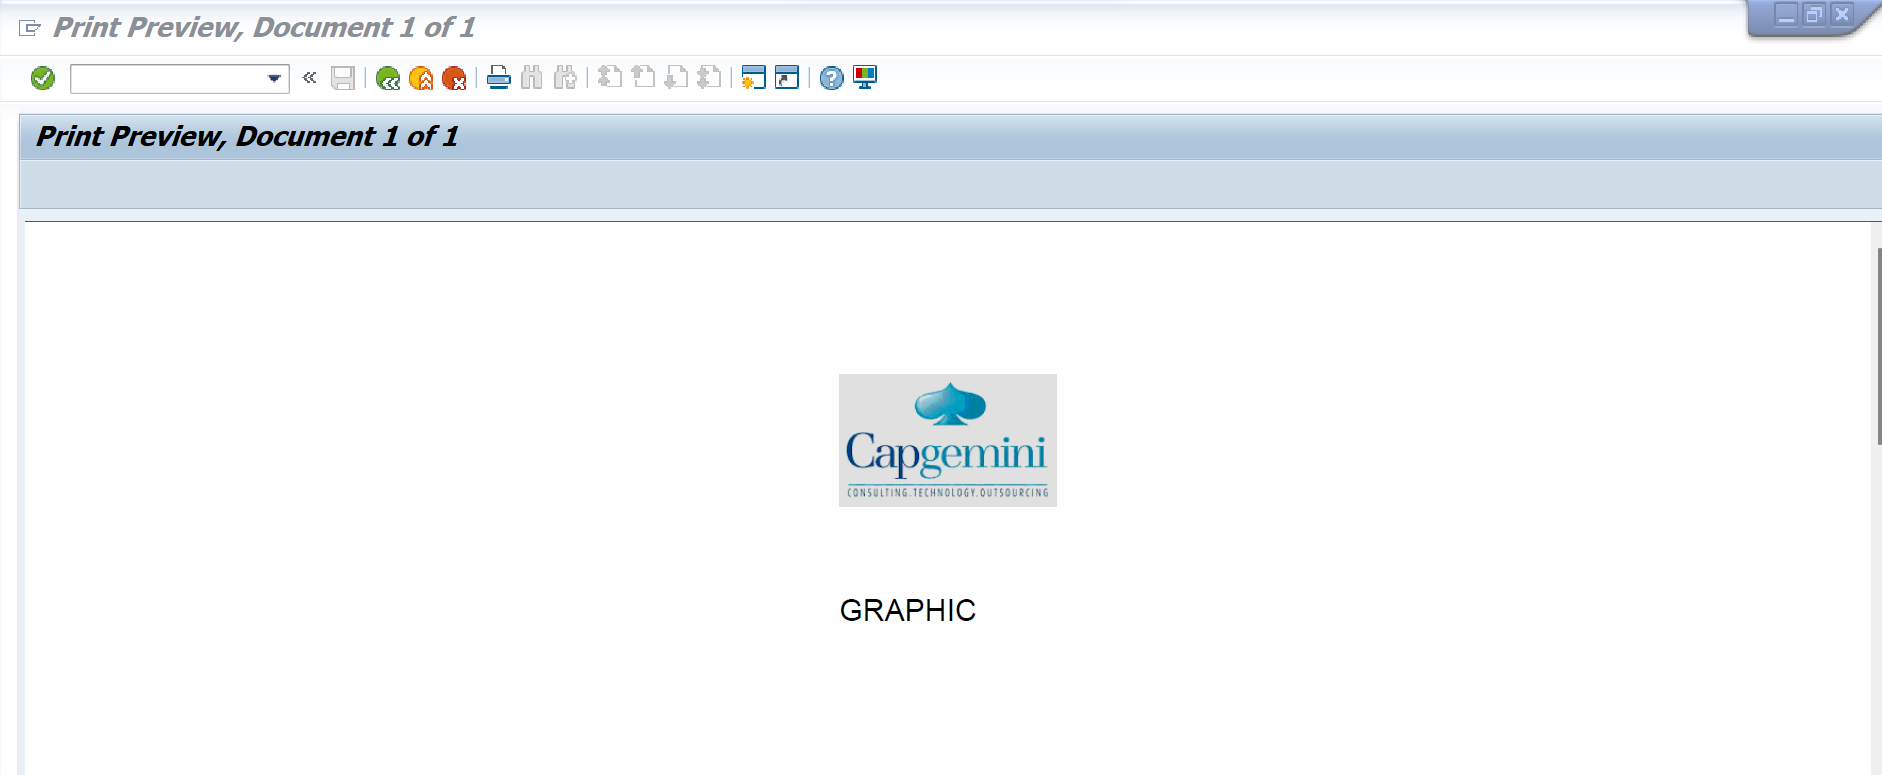 Print Preview, Document 1 of 1
Print Preview, Document 1 of 1
Capgemini
CONSULTING.TECHNOLOGY.OUTSOURCING
GRAPHIC